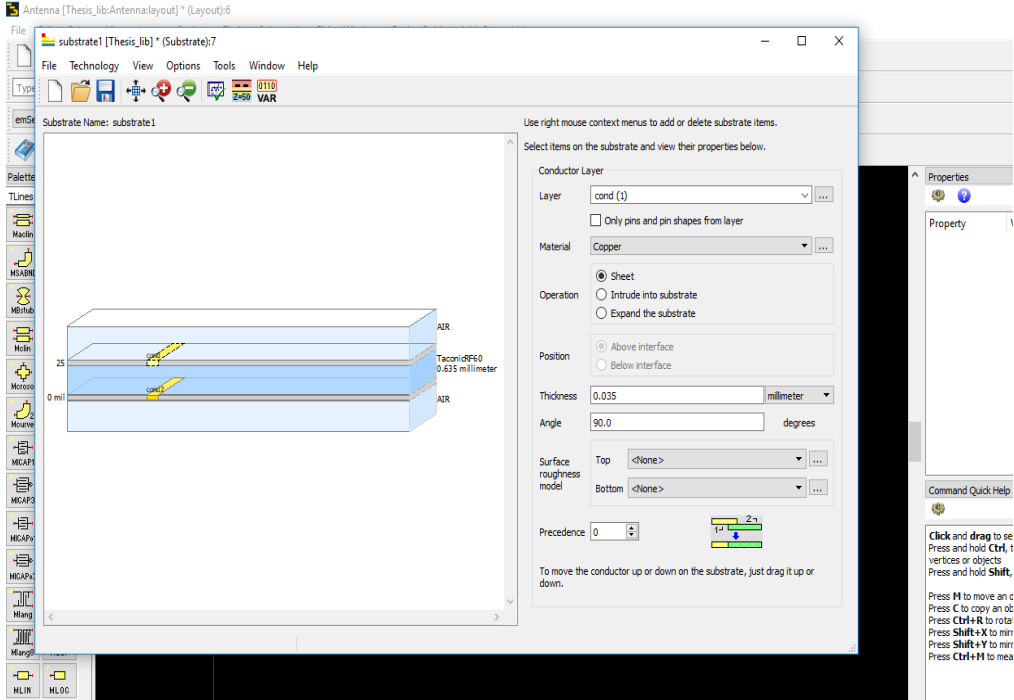 Antenna [Thesis_lib:Antenna:layout] * (Layout):6
File
substrate1 [Thesis_lib] * (Substrate):7
File Technology View Options Tools Window Help
Z=50
0110
VAR
Type
emSe
Substrate Name: substrate1
Use right mouse context menus to add or delete substrate items.
Select items on the substrate and view their properties below.
Palette
TLines
Maclin
MSABND
MBstub
Mclin
Mcroso
Mcurve
MICAP1
MICAP3
Mlang
MLIN MLOC
AIR
cond
25
TaconicRF60
0.635 millimeter
cond2
0 mil
AIR
Conductor Layer
Layer cond (1) ...
Only pins and pin shapes from layer
Material Copper ...
Operation
Sheet
Intrude into substrate
Expand the substrate
Position
Above interface
Below interface
Thickness 0.035 millimeter
Angle 90.0 degrees
Surface
roughness
model
Top <None> ...
Bottom <None> ...
Precedence 0
1 2
To move the conductor up or down on the substrate, just drag it up or
down.
Properties
Property
Command Quick Help
Click and drag to se
Press and hold Ctrl, t
vertices or objects
Press and hold Shift,
Press M to move an o
Press C to copy an ob
Press Ctrl+R to rotat
Press Shift+X to mirr
Press Shift+Y to mirr
Press Ctrl+M to mea